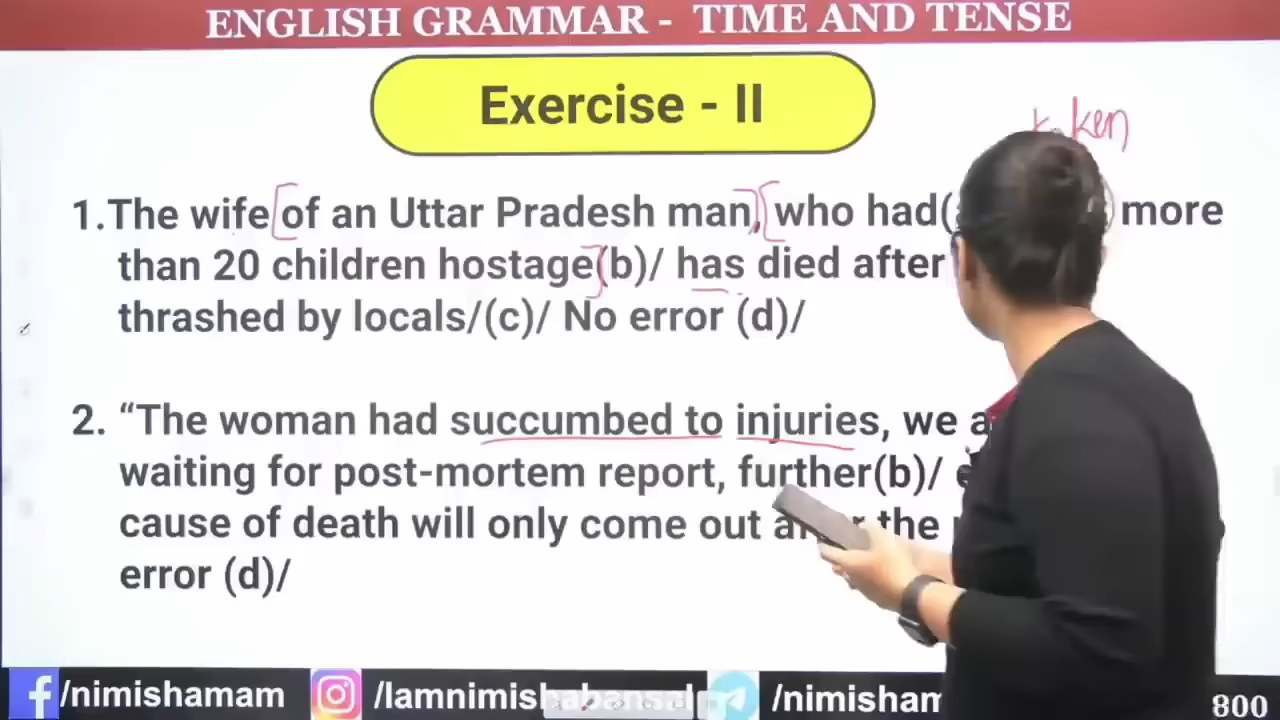 ENGLISH GRAMMAR - TIME AND TENSE
Exercise - II
ken
1.The wife of an Uttar Pradesh man, who had( ) more
than 20 children hostage(b)/ has died after
thrashed by locals/(c)/ No error (d)/
2. “The woman had succumbed to injuries, we
waiting for post-mortem report, further(b)/
cause of death will only come out the
error (d)/
/nimishamam
/Iamnimishabansal
/nimisham
800